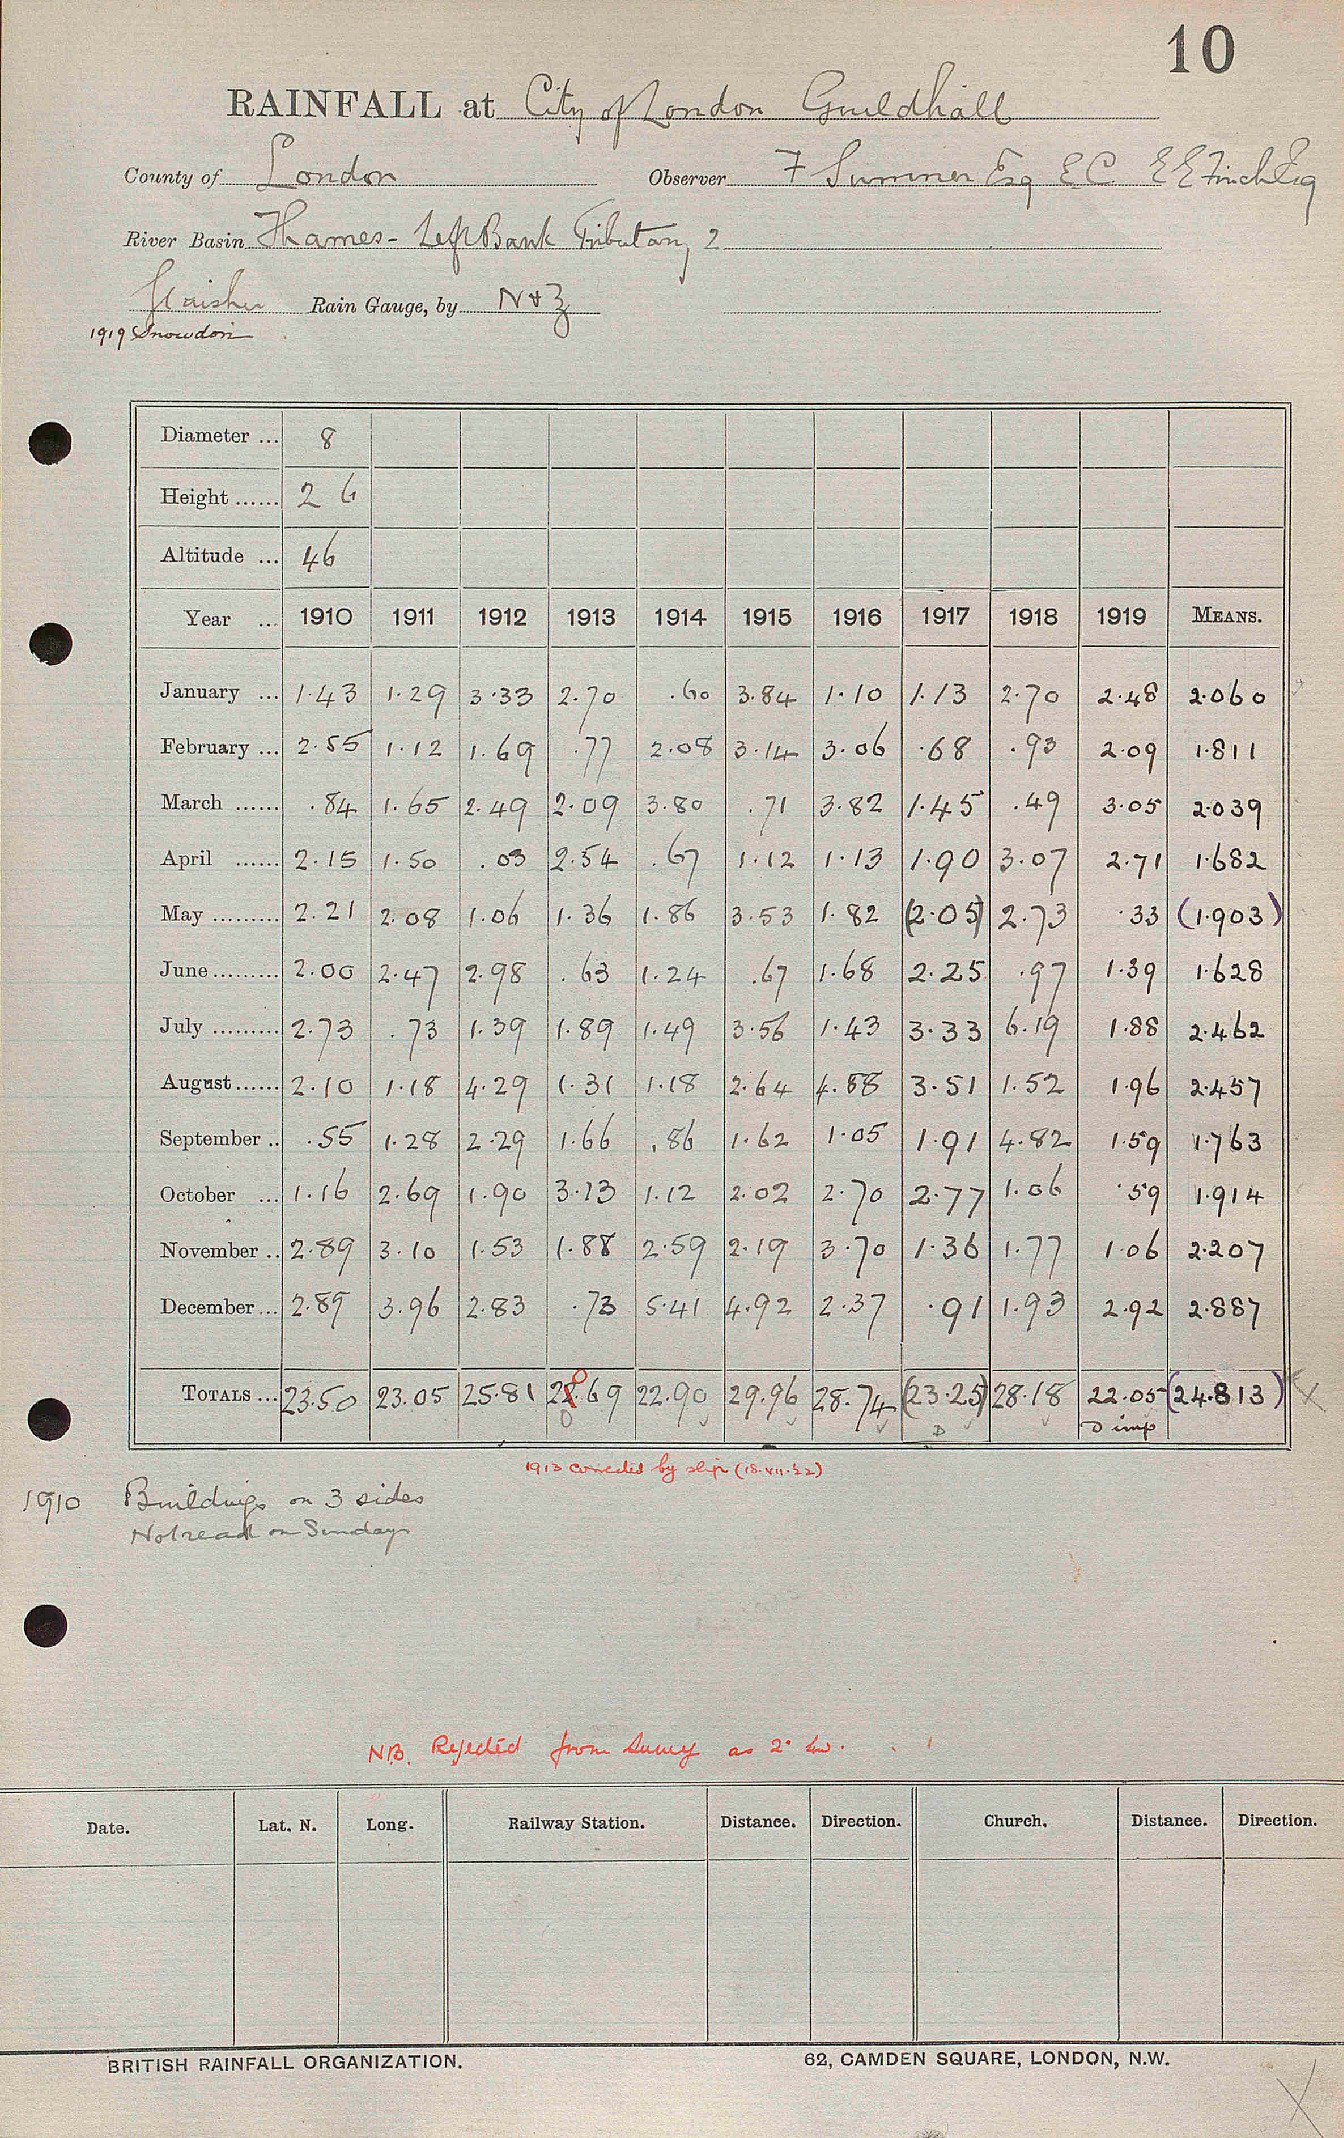 10
RAINFALL at City of London Guildhall
County of London Observer F Summer Esq E C E E Finch Esq
River Basin Thames - Left Bank Tributary 2
Glaisher Rain Gauge, by N & Z
1919 Snowdon
Diameter ... 8
Height ...... 2 6
Altitude ... 46
Year ... 1910 1911 1912 1913 1914 1915 1916 1917 1918 1919 MEANS.
January ... 1.43 1.29 3.33 2.70 .60 3.84 1.10 1.13 2.70 2.48 2.060
February ... 2.55 1.12 1.69 .77 2.08 3.14 3.06 .68 .93 2.09 1.811
March ...... .84 1.65 2.49 2.09 3.80 .71 3.82 1.45 .49 3.05 2.039
April ...... 2.15 1.50 .03 2.54 .67 1.12 1.13 1.90 3.07 2.71 1.682
May ......... 2.21 2.08 1.06 1.36 1.86 3.53 1.82 (2.05) 2.73 .33 (1.903)
June ......... 2.00 2.47 2.98 .63 1.24 .67 1.68 2.25 .97 1.39 1.628
July ......... 2.73 .73 1.39 1.89 1.49 3.56 1.43 3.33 6.19 1.88 2.462
August ...... 2.10 1.18 4.29 1.31 1.18 2.64 4.88 3.51 1.52 1.96 2.457
September .. .55 1.28 2.29 1.66 .86 1.62 1.05 1.91 4.82 1.59 1.763
October ... 1.16 2.69 1.90 3.13 1.12 2.02 2.70 2.77 1.06 .59 1.914
November .. 2.89 3.10 1.53 1.88 2.59 2.19 3.70 1.36 1.77 1.06 2.207
December ... 2.89 3.96 2.83 .73 5.41 4.92 2.37 .91 1.93 2.92 2.887
TOTALS ... 23.50 23.05 25.81 20.69 22.90 29.96 28.74 (23.25) 28.18 22.05 (24.813)
D imp
1913 corrected by slip (18.VII.22)
1910 Buildings on 3 sides
Not read on Sundays
N.B. Rejected from Survey as 2" low.
Date. Lat. N. Long. Railway Station. Distance. Direction. Church. Distance. Direction.
BRITISH RAINFALL ORGANIZATION. 62, CAMDEN SQUARE, LONDON, N.W.